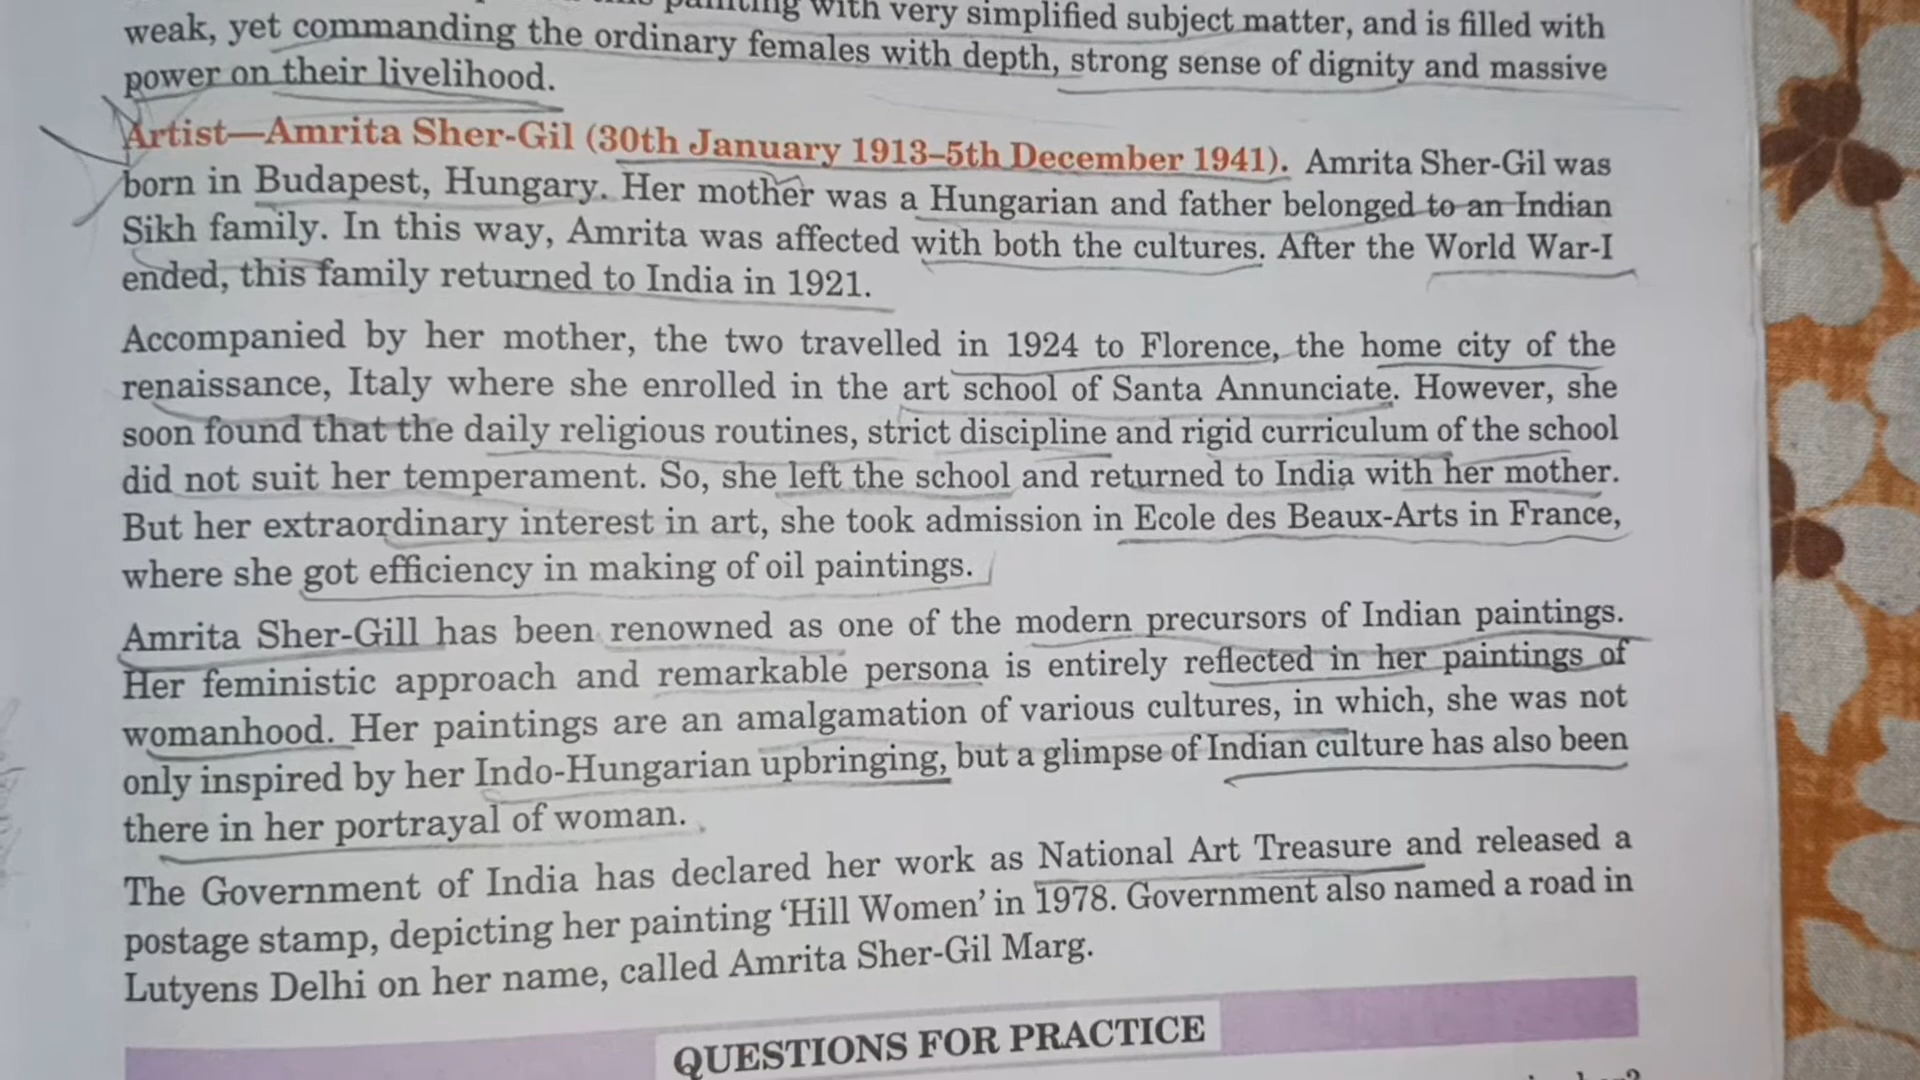 painting with very simplified subject matter, and is filled with
weak, yet commanding the ordinary females with depth, strong sense of dignity and massive
power on their livelihood.
Artist—Amrita Sher-Gil (30th January 1913–5th December 1941). Amrita Sher-Gil was
born in Budapest, Hungary. Her mother was a Hungarian and father belonged to an Indian
Sikh family. In this way, Amrita was affected with both the cultures. After the World War-I
ended, this family returned to India in 1921.
Accompanied by her mother, the two travelled in 1924 to Florence, the home city of the
renaissance, Italy where she enrolled in the art school of Santa Annunciate. However, she
soon found that the daily religious routines, strict discipline and rigid curriculum of the school
did not suit her temperament. So, she left the school and returned to India with her mother.
But her extraordinary interest in art, she took admission in Ecole des Beaux-Arts in France,
where she got efficiency in making of oil paintings.
Amrita Sher-Gill has been renowned as one of the modern precursors of Indian paintings.
Her feministic approach and remarkable persona is entirely reflected in her paintings of
womanhood. Her paintings are an amalgamation of various cultures, in which, she was not
only inspired by her Indo-Hungarian upbringing, but a glimpse of Indian culture has also been
there in her portrayal of woman.
The Government of India has declared her work as National Art Treasure and released a
postage stamp, depicting her painting ‘Hill Women’ in 1978. Government also named a road in
Lutyens Delhi on her name, called Amrita Sher-Gil Marg.
QUESTIONS FOR PRACTICE